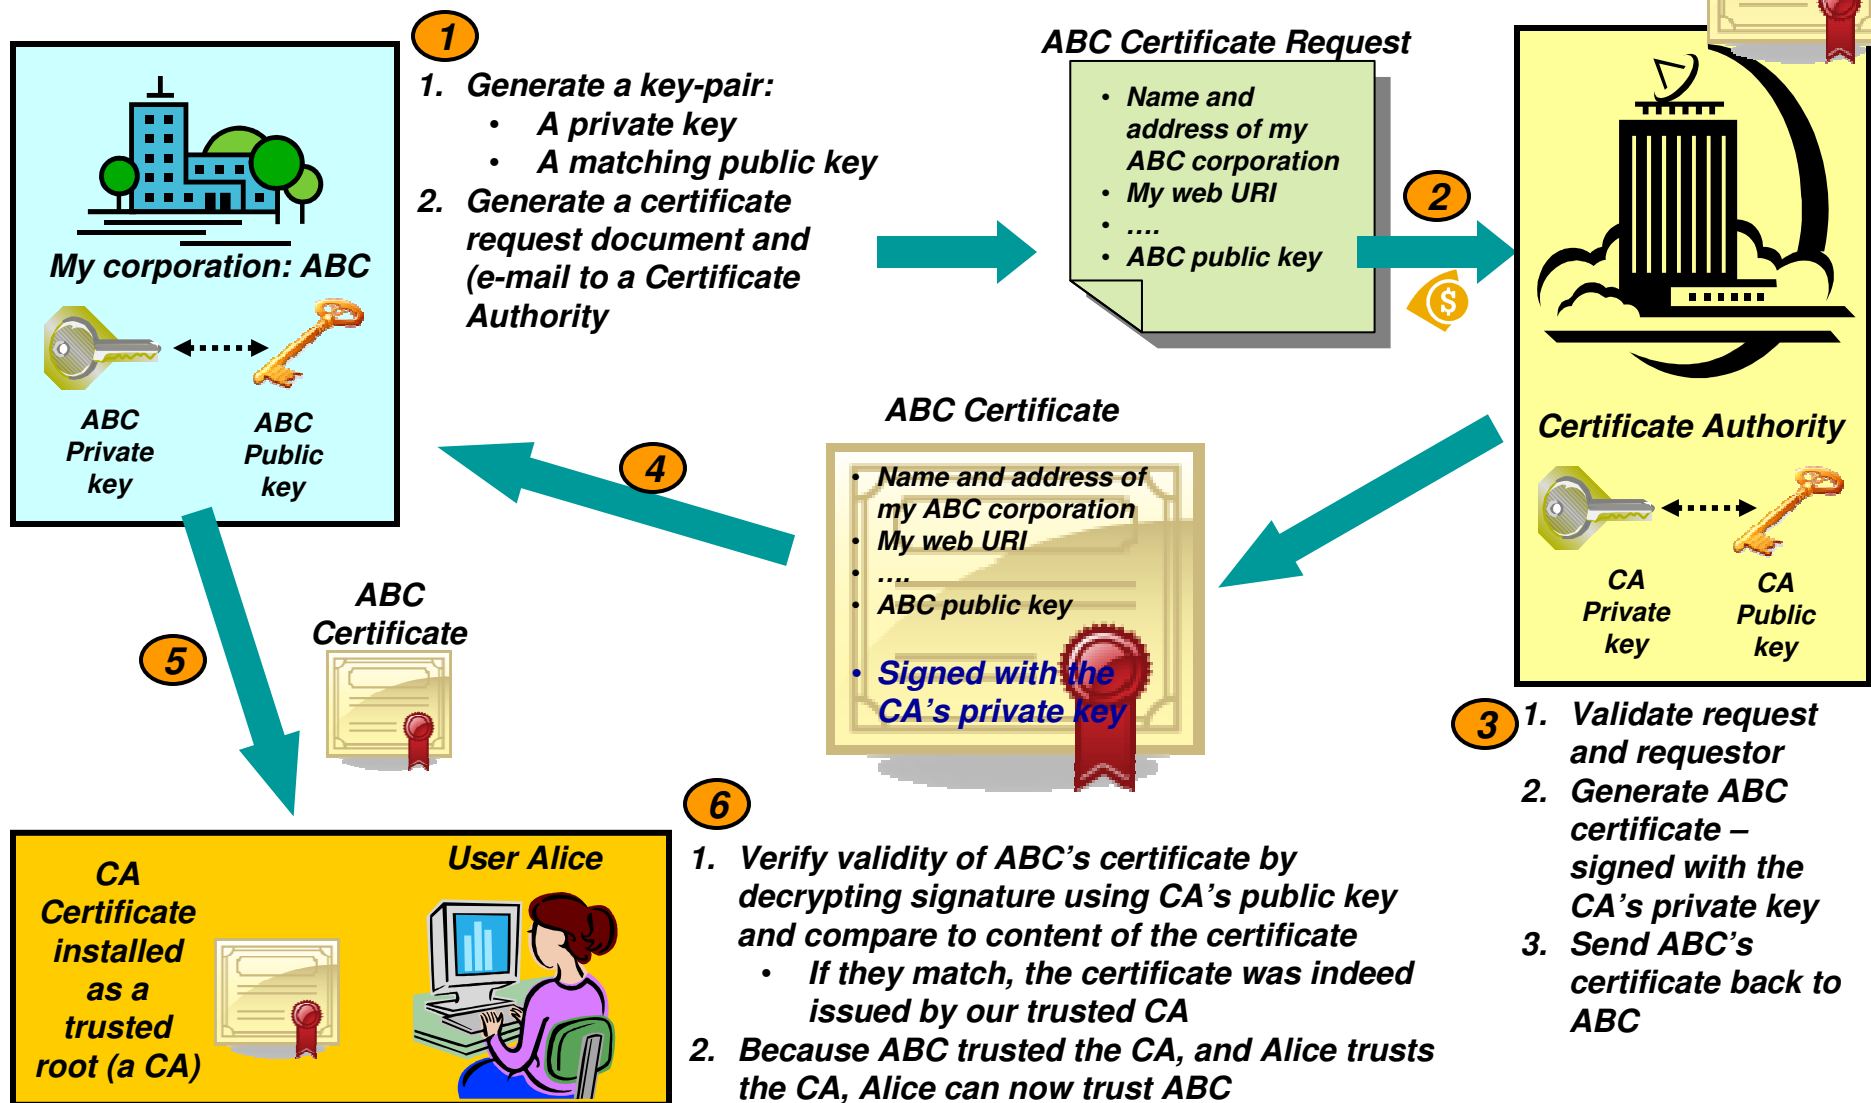 1
1. Generate a key-pair:
• A private key
• A matching public key
2. Generate a certificate
request document and
(e-mail to a Certificate
Authority
My corporation: ABC
ABC
Private
key
ABC
Public
key
ABC Certificate Request
• Name and
address of my
ABC corporation
• My web URI
• ....
• ABC public key
2
$
Certificate Authority
CA
Private
key
CA
Public
key
3
1. Validate request
and requestor
2. Generate ABC
certificate –
signed with the
CA's private key
3. Send ABC's
certificate back to
ABC
ABC Certificate
• Name and address of
my ABC corporation
• My web URI
• ....
• ABC public key
• Signed with the
CA's private key
4
5
ABC
Certificate
CA
Certificate
installed
as a
trusted
root (a CA)
User Alice
6
1. Verify validity of ABC's certificate by
decrypting signature using CA's public key
and compare to content of the certificate
• If they match, the certificate was indeed
issued by our trusted CA
2. Because ABC trusted the CA, and Alice trusts
the CA, Alice can now trust ABC